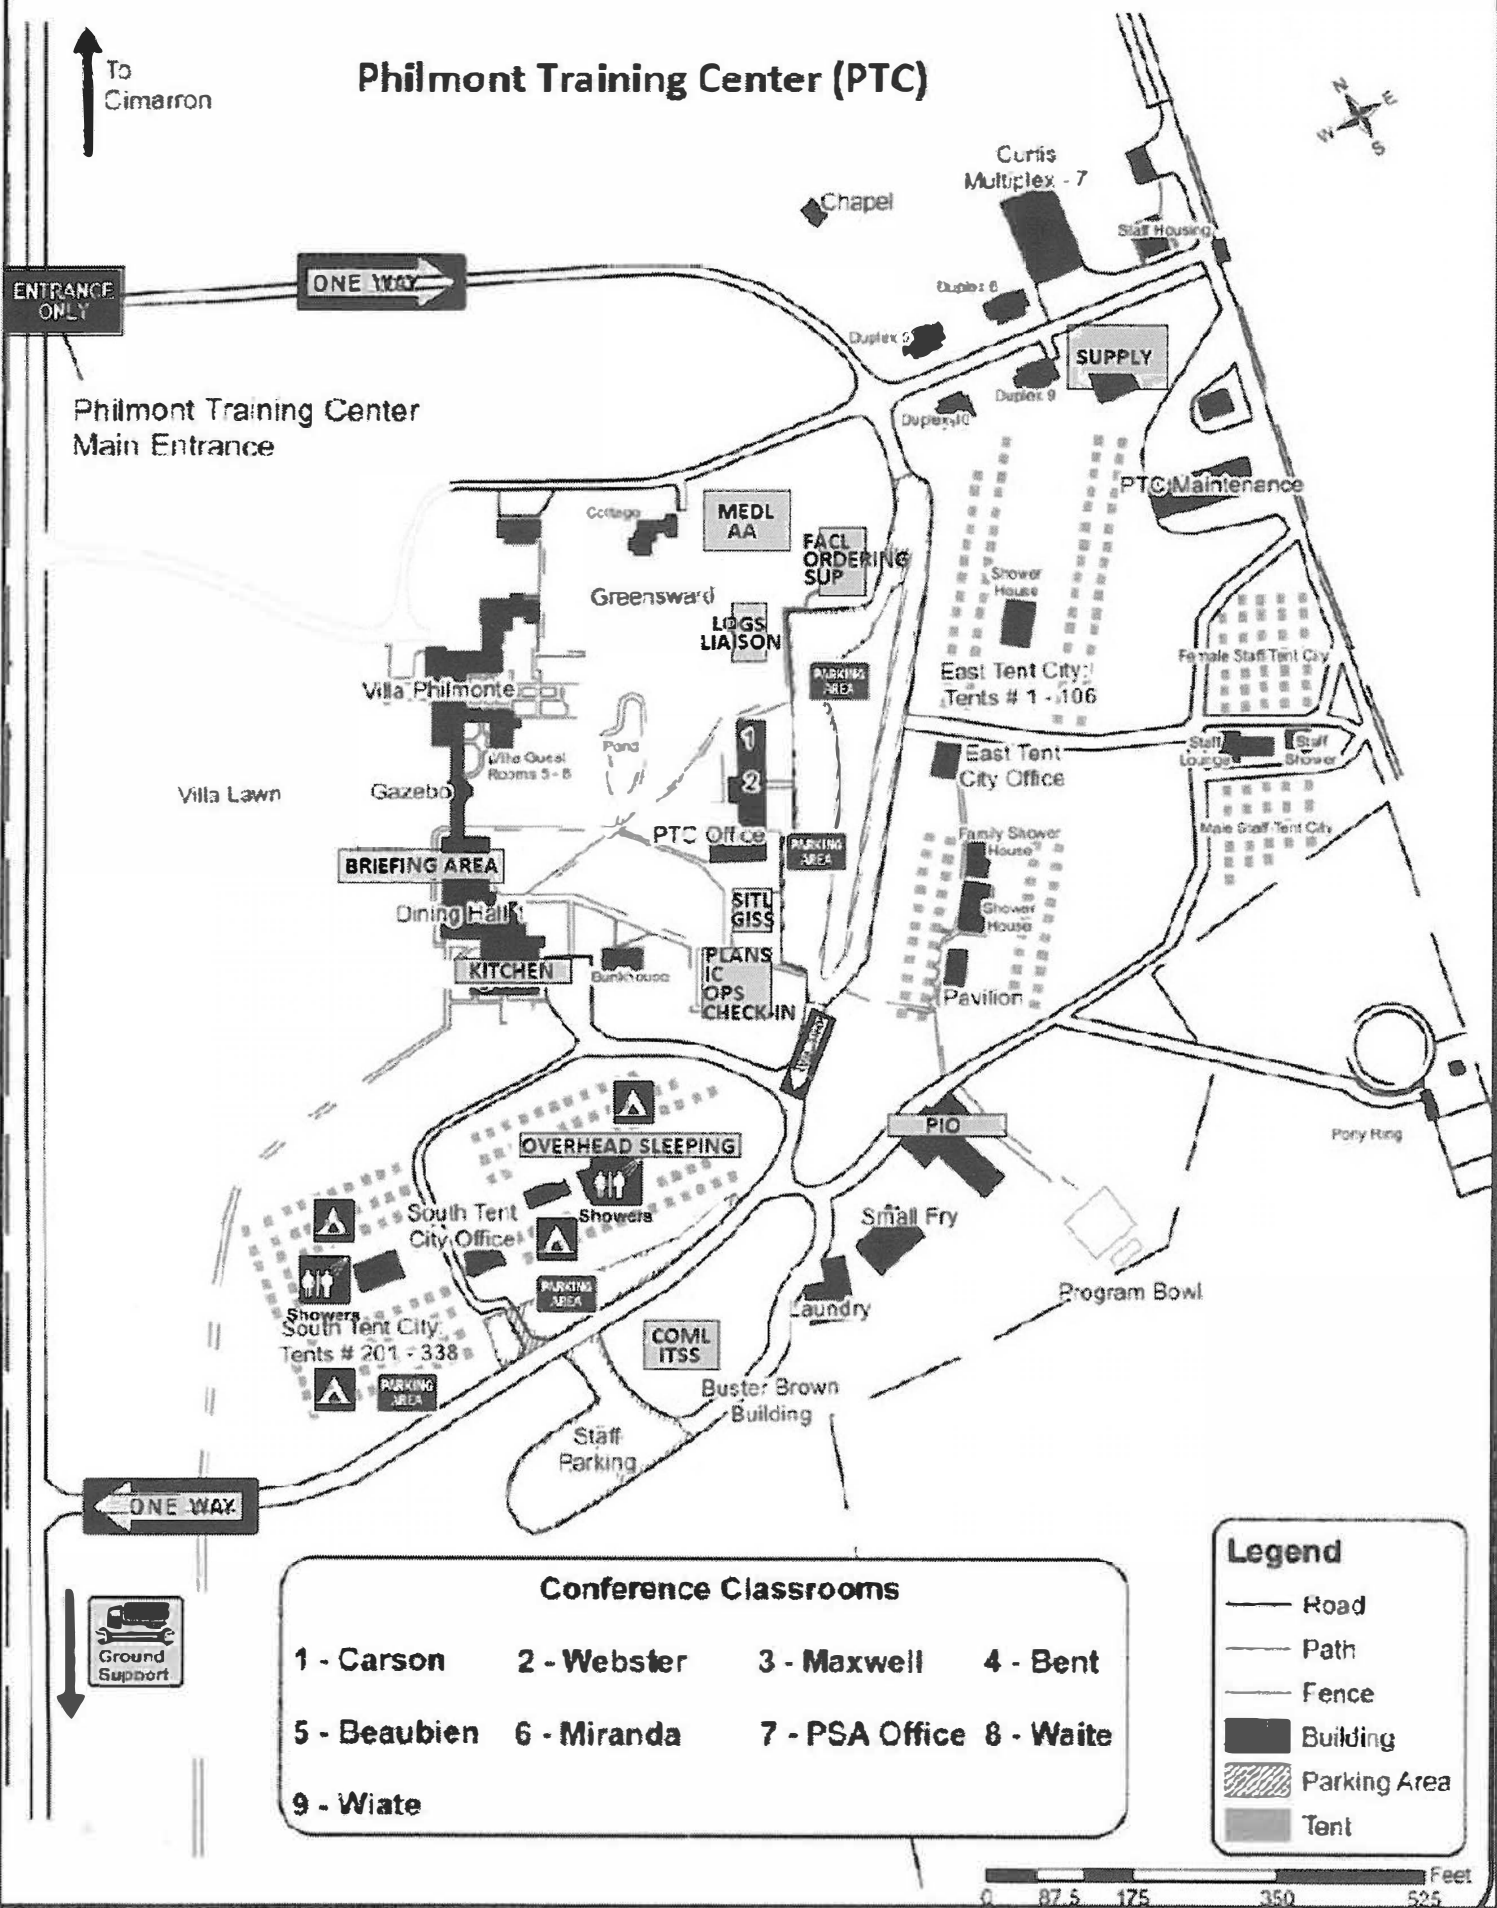 To
Cimarron
Philmont Training Center (PTC)
N
E
W
S
Curtis
Multiplex - 7
Chapel
Staff Housing
ENTRANCE
ONLY
ONE WAY
Duplex 6
Duplex 5
SUPPLY
Duplex 9
Duplex 10
Philmont Training Center
Main Entrance
PTC Maintenance
Cottage
MEDL
AA
FACL
ORDERING
SUP
Shower
House
Greensward
LOGS
LIAISON
Female Staff Tent City
PARKING
AREA
East Tent City:
Tents # 1 - 106
Villa Philmonte
1
Pond
Villa Guest
Rooms 5 - 8
Staff
Lounge
Staff
Shower
East Tent
City Office
2
Villa Lawn
Gazebo
PTC Office
PARKING
AREA
Family Shower
House
Male Staff Tent City
BRIEFING AREA
SITL
GISS
Dining Hall
Shower
House
KITCHEN
Bunkhouse
PLANS
IC
OPS
CHECK-IN
Pavilion
PIO
Pony Ring
OVERHEAD SLEEPING
Showers
South Tent
City Office
Small Fry
Showers
PARKING
AREA
Program Bowl
Laundry
South Tent City:
Tents # 201 - 338
COML
ITSS
PARKING
AREA
Buster Brown
Building
Staff
Parking
ONE WAY
Ground
Support
Conference Classrooms
1 - Carson 2 - Webster 3 - Maxwell 4 - Bent
5 - Beaubien 6 - Miranda 7 - PSA Office 8 - Waite
9 - Wiate
Legend
Road
Path
Fence
Building
Parking Area
Tent
Feet
0 87.5 175 350 525